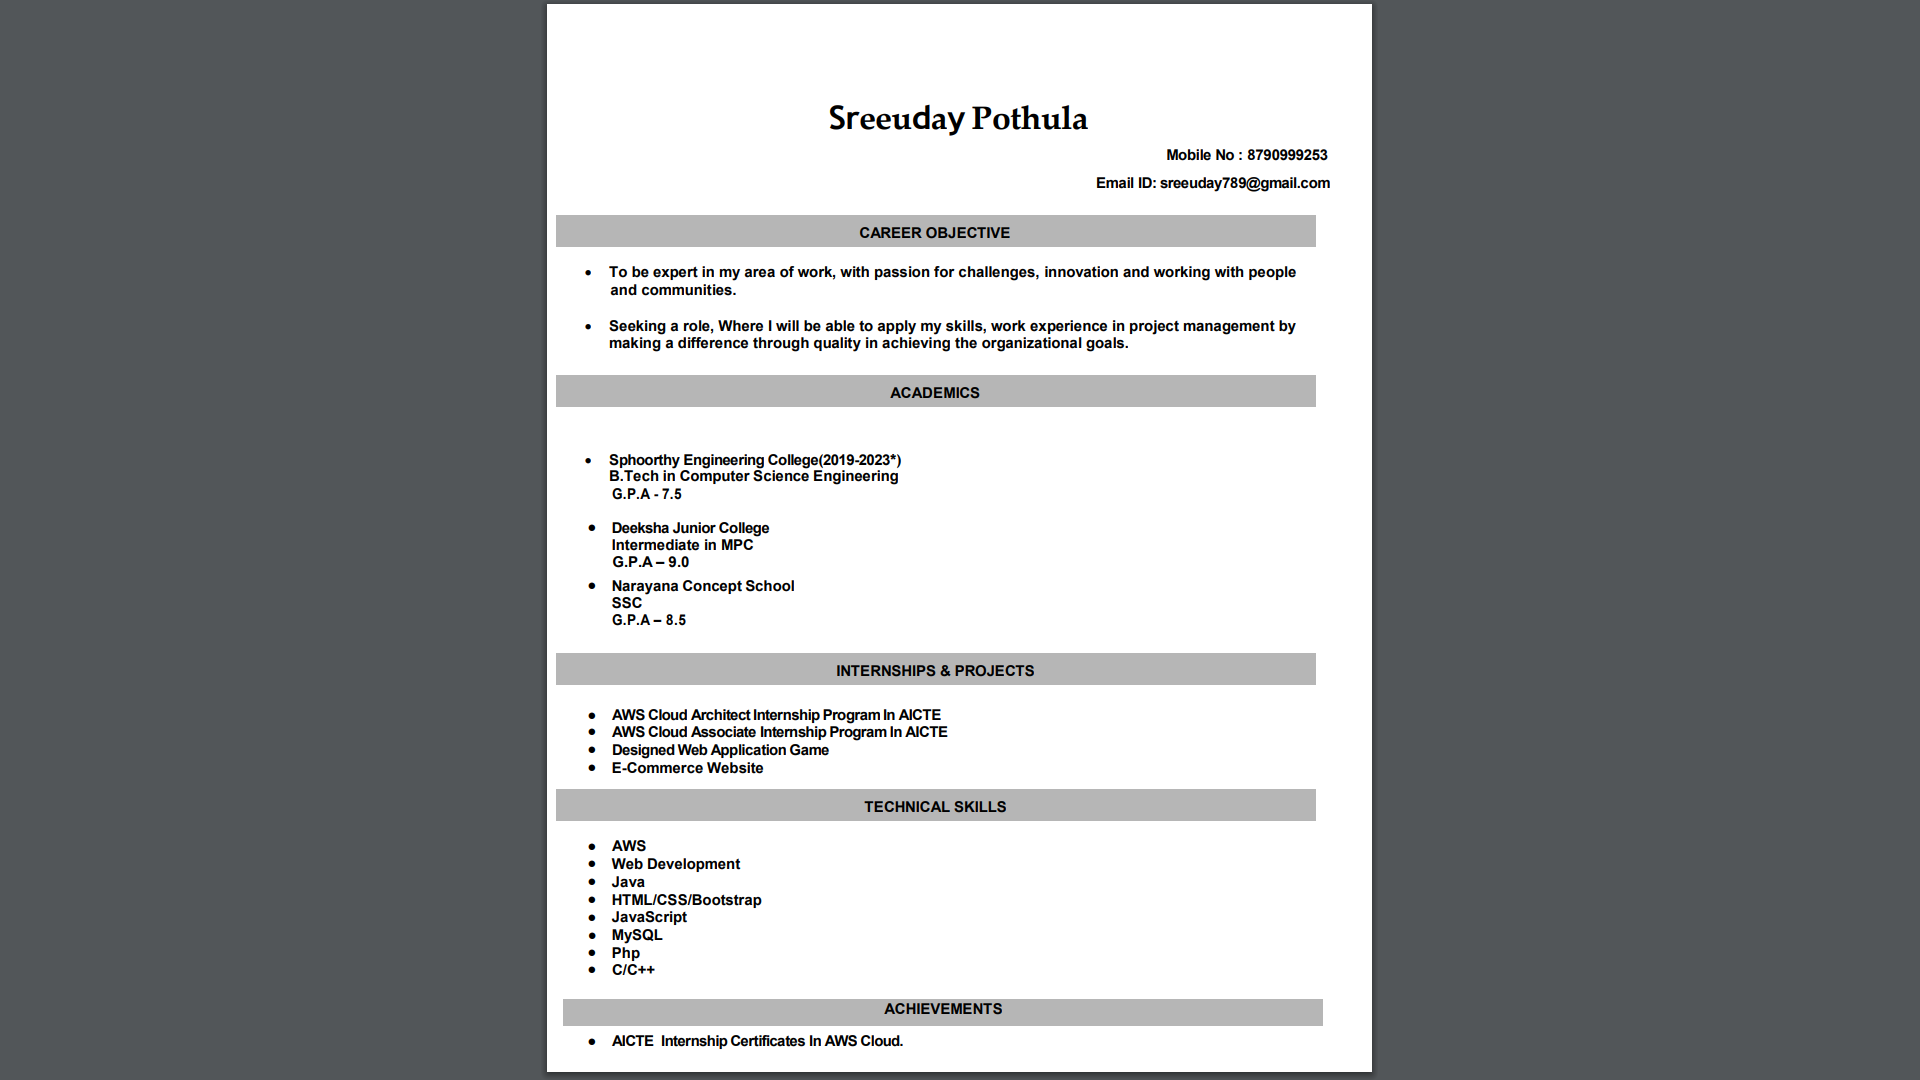 Sreeuday Pothula
Mobile No : 8790999253
Email ID: sreeuday789@gmail.com
CAREER OBJECTIVE
• To be expert in my area of work, with passion for challenges, innovation and working with people
and communities.
• Seeking a role, Where I will be able to apply my skills, work experience in project management by
making a difference through quality in achieving the organizational goals.
ACADEMICS
• Sphoorthy Engineering College(2019-2023*)
B.Tech in Computer Science Engineering
G.P.A - 7.5
• Deeksha Junior College
Intermediate in MPC
G.P.A – 9.0
• Narayana Concept School
SSC
G.P.A – 8.5
INTERNSHIPS & PROJECTS
• AWS Cloud Architect Internship Program In AICTE
• AWS Cloud Associate Internship Program In AICTE
• Designed Web Application Game
• E-Commerce Website
TECHNICAL SKILLS
• AWS
• Web Development
• Java
• HTML/CSS/Bootstrap
• JavaScript
• MySQL
• Php
• C/C++
ACHIEVEMENTS
• AICTE Internship Certificates In AWS Cloud.